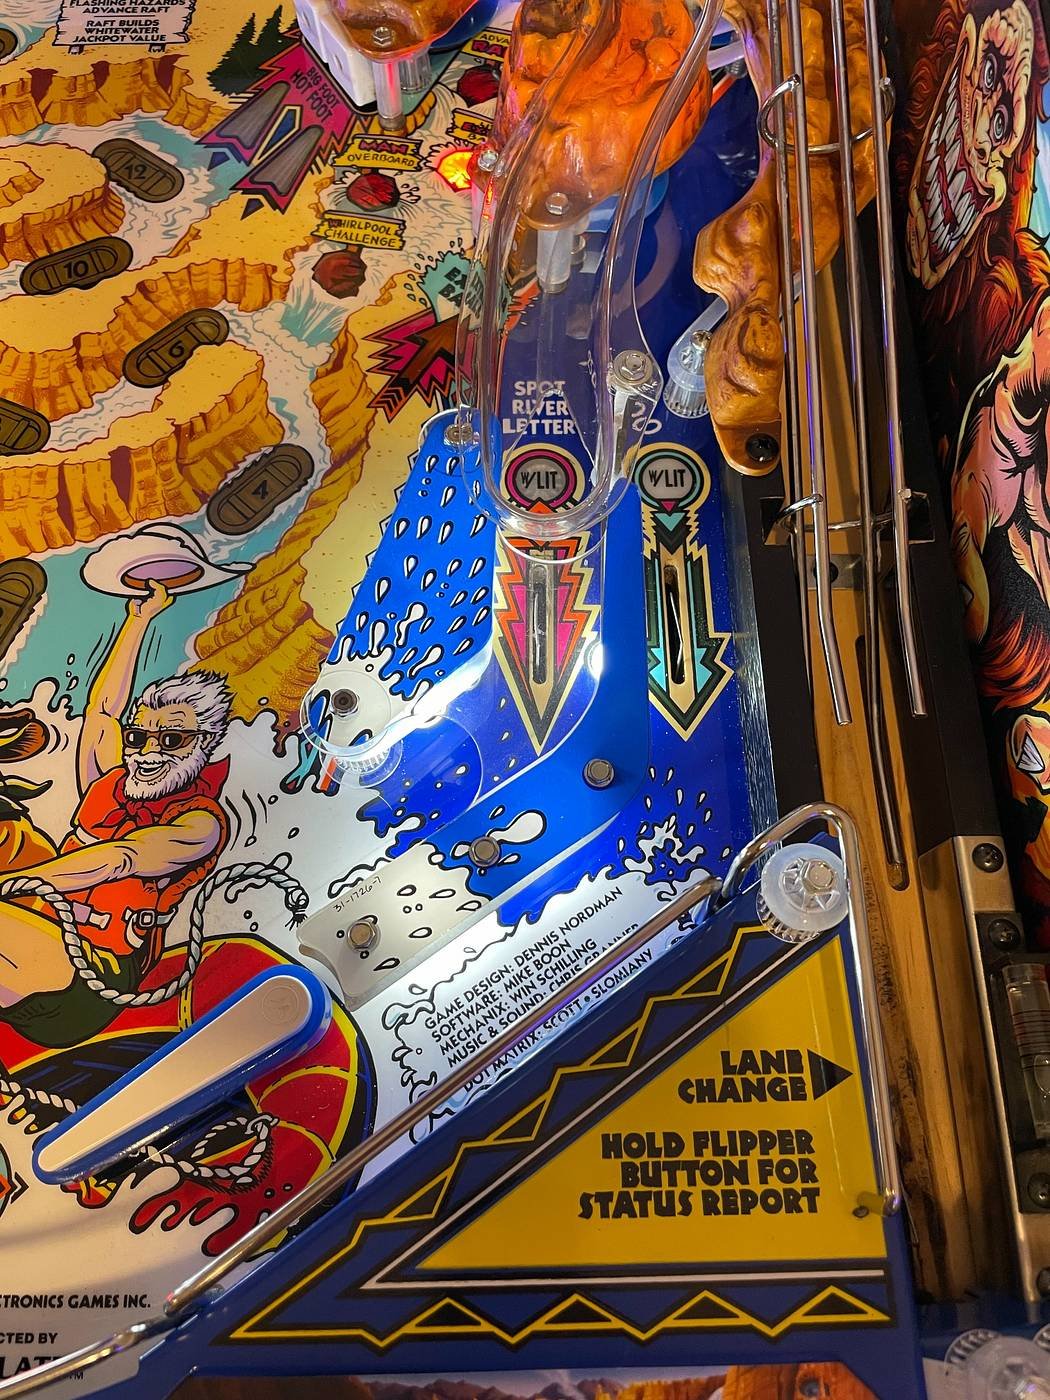 FLASHING HAZARDS
ADVANCE RAFT
RAFT BUILDS
WHITEWATER
JACKPOT VALUE
BIG FOOT
HOT FOOT
MAN
OVERBOARD
WHIRLPOOL
CHALLENGE
12
10
6
4
SPOT
RIVER
LETTER
W/LIT
W/LIT
31-1726-7
GAME DESIGN: DENNIS NORDMAN
SOFTWARE: MIKE BOON
MECHANIX: WIN SCHILLING
MUSIC & SOUND: CHRIS GRANNER
DOT MATRIX: SCOTT • SLOMIANY
LANE
CHANGE
HOLD FLIPPER
BUTTON FOR
STATUS REPORT
CTRONICS GAMES INC.
CTED BY